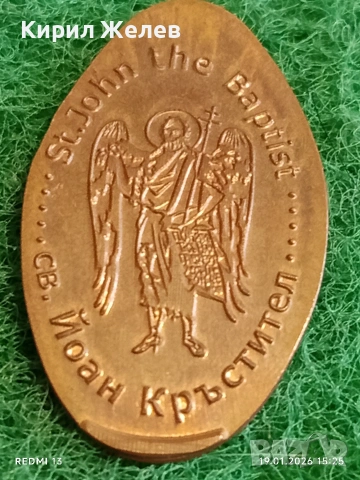 Кирил Желев
St. John the Baptist
св. Йоан Кръстител
REDMI 13
19.01.2026 15:25